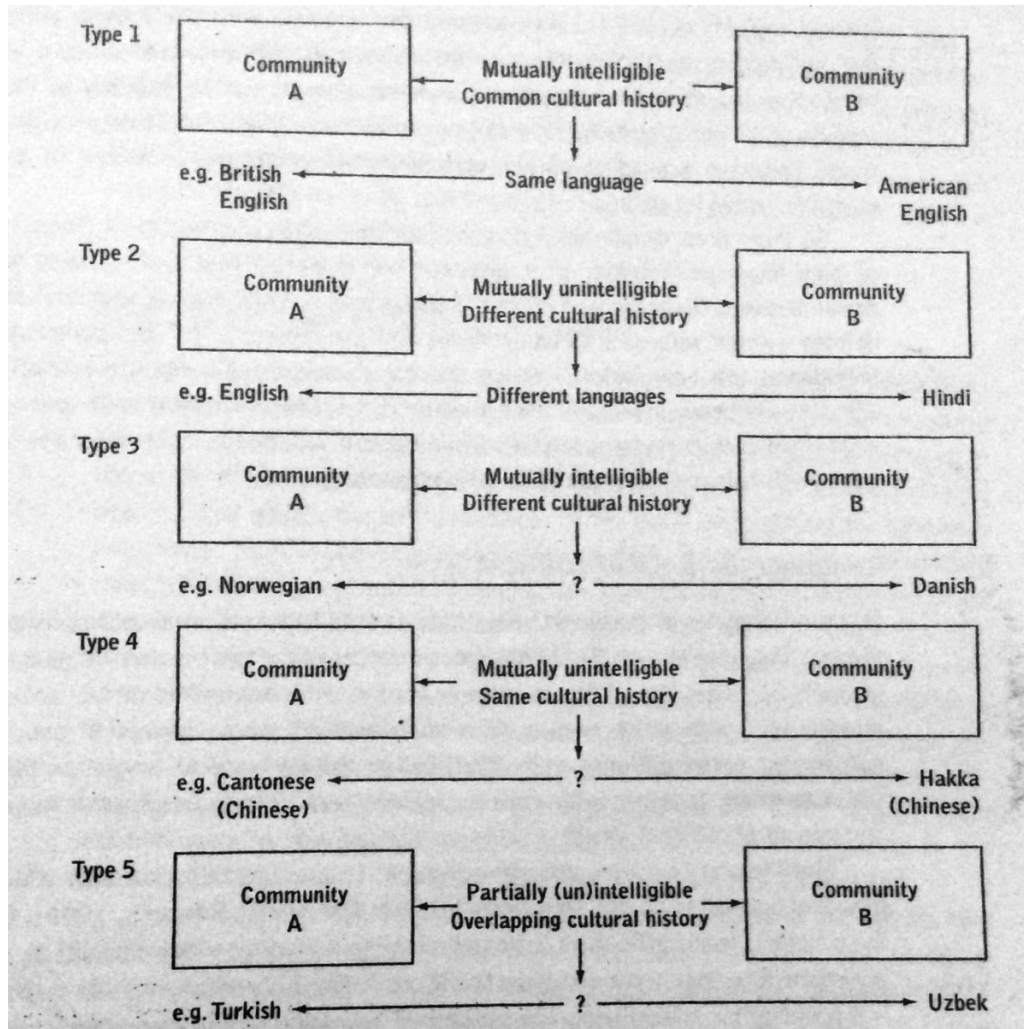 Type 1
Community
A
Mutually intelligible
Common cultural history
Community
B
e.g. British
English
Same language
American
English
Type 2
Community
A
Mutually unintelligible
Different cultural history
Community
B
e.g. English
Different languages
Hindi
Type 3
Community
A
Mutually intelligible
Different cultural history
Community
B
e.g. Norwegian
?
Danish
Type 4
Community
A
Mutually unintelligble
Same cultural history
Community
B
e.g. Cantonese
(Chinese)
?
Hakka
(Chinese)
Type 5
Community
A
Partially (un)intelligible
Overlapping cultural history
Community
B
e.g. Turkish
?
Uzbek